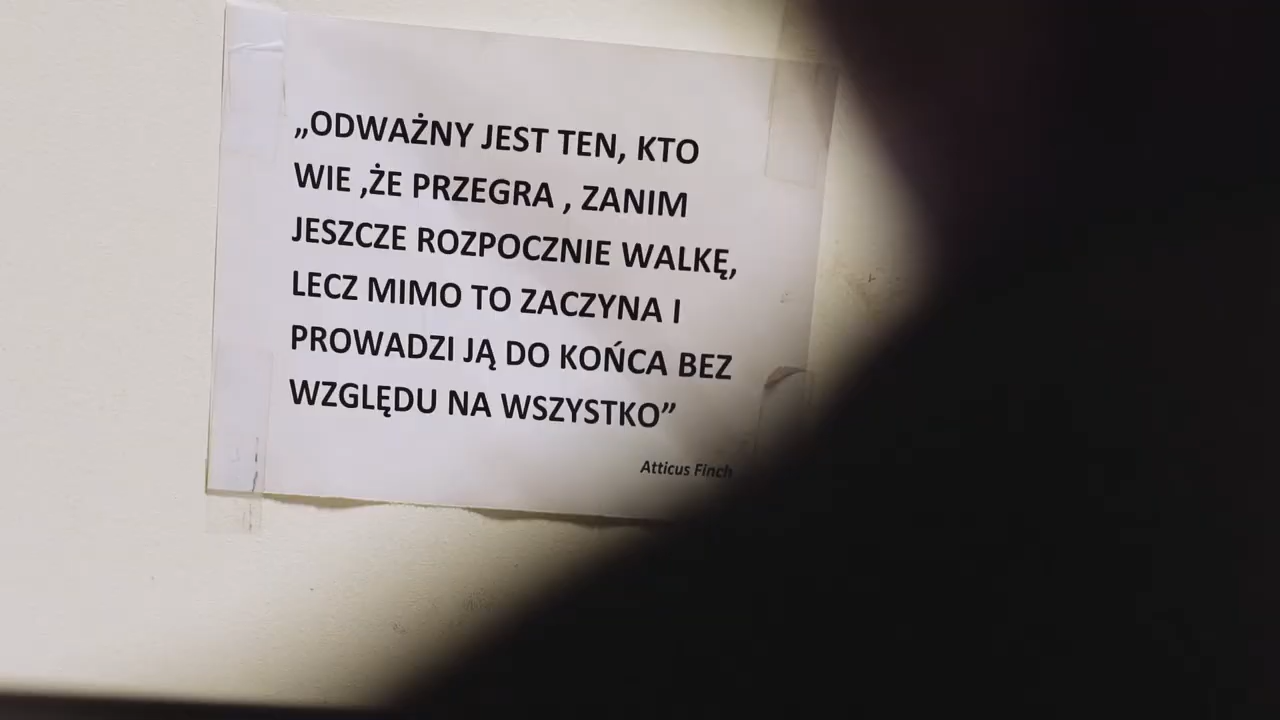 „ODWAŻNY JEST TEN, KTO
WIE ,ŻE PRZEGRA , ZANIM
JESZCZE ROZPOCZNIE WALKĘ,
LECZ MIMO TO ZACZYNA I
PROWADZI JĄ DO KOŃCA BEZ
WZGLĘDU NA WSZYSTKO”
Atticus Finch